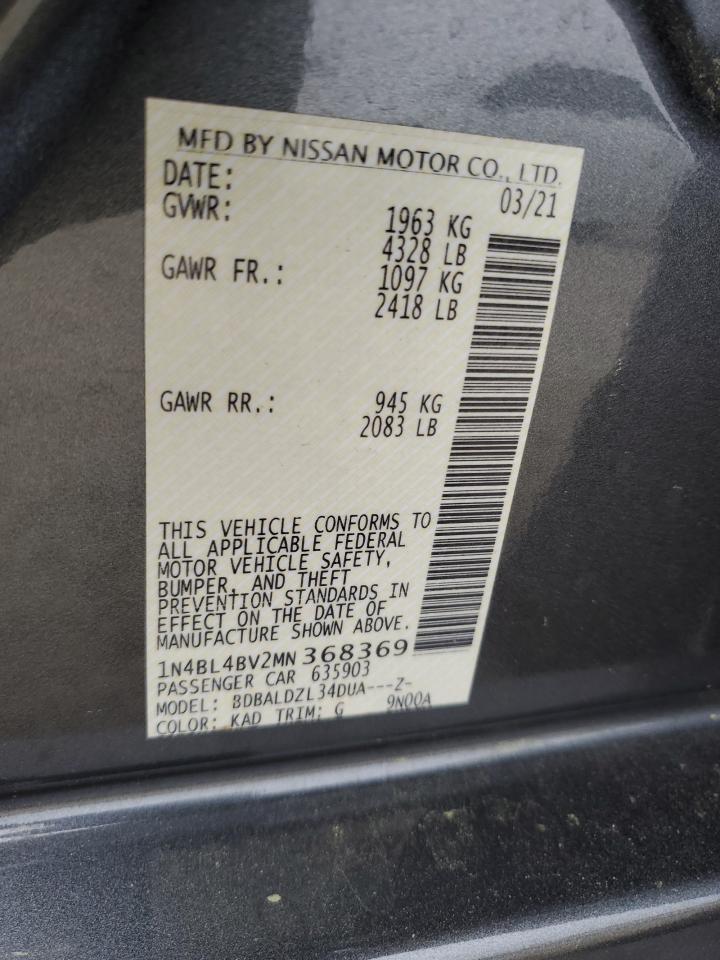 MFD BY NISSAN MOTOR CO., LTD.
DATE: 03/21
GVWR: 1963 KG
4328 LB
GAWR FR.: 1097 KG
2418 LB
GAWR RR.: 945 KG
2083 LB
THIS VEHICLE CONFORMS TO
ALL APPLICABLE FEDERAL
MOTOR VEHICLE SAFETY,
BUMPER, AND THEFT
PREVENTION STANDARDS IN
EFFECT ON THE DATE OF
MANUFACTURE SHOWN ABOVE.
1N4BL4BV2MN368369
PASSENGER CAR 635903
MODEL: BDBALDZL34DUA---Z-
COLOR: KAD TRIM: G 9N00A